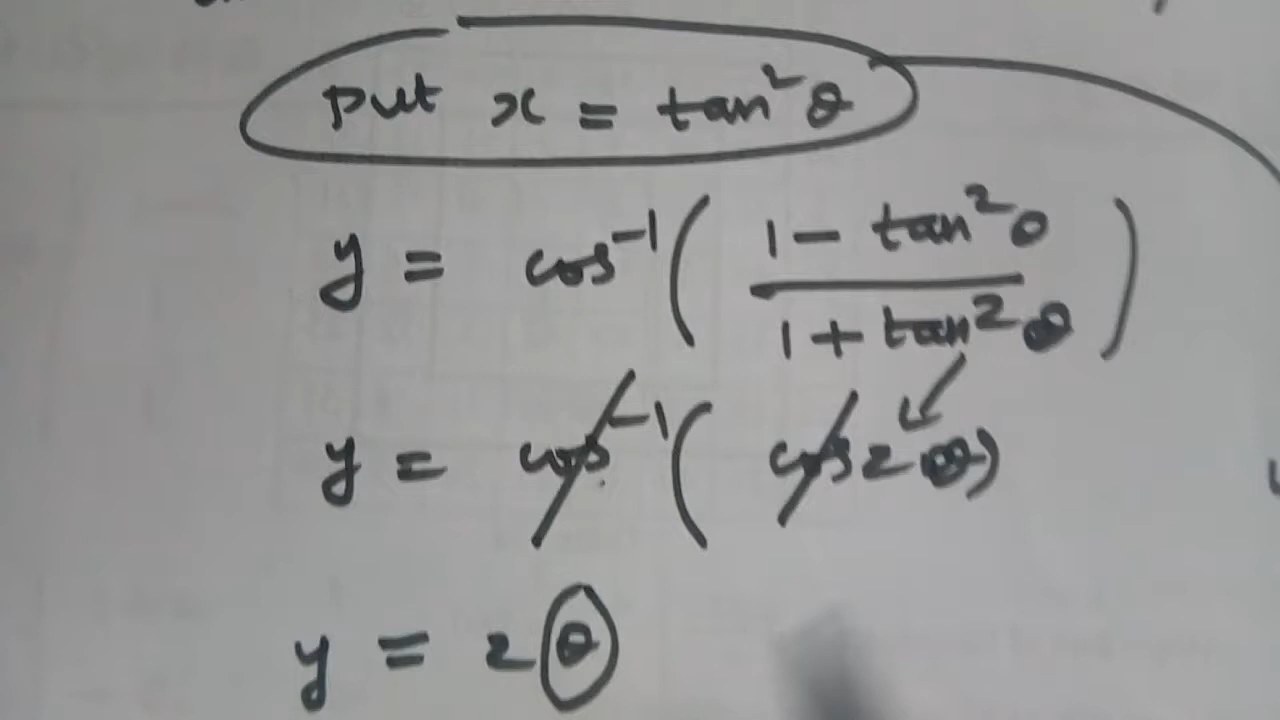 put x = tan²θ
y = cos⁻¹( (1 - tan²θ) / (1 + tan²θ) )
y = cos⁻¹( cos 2θ)
y = 2θ